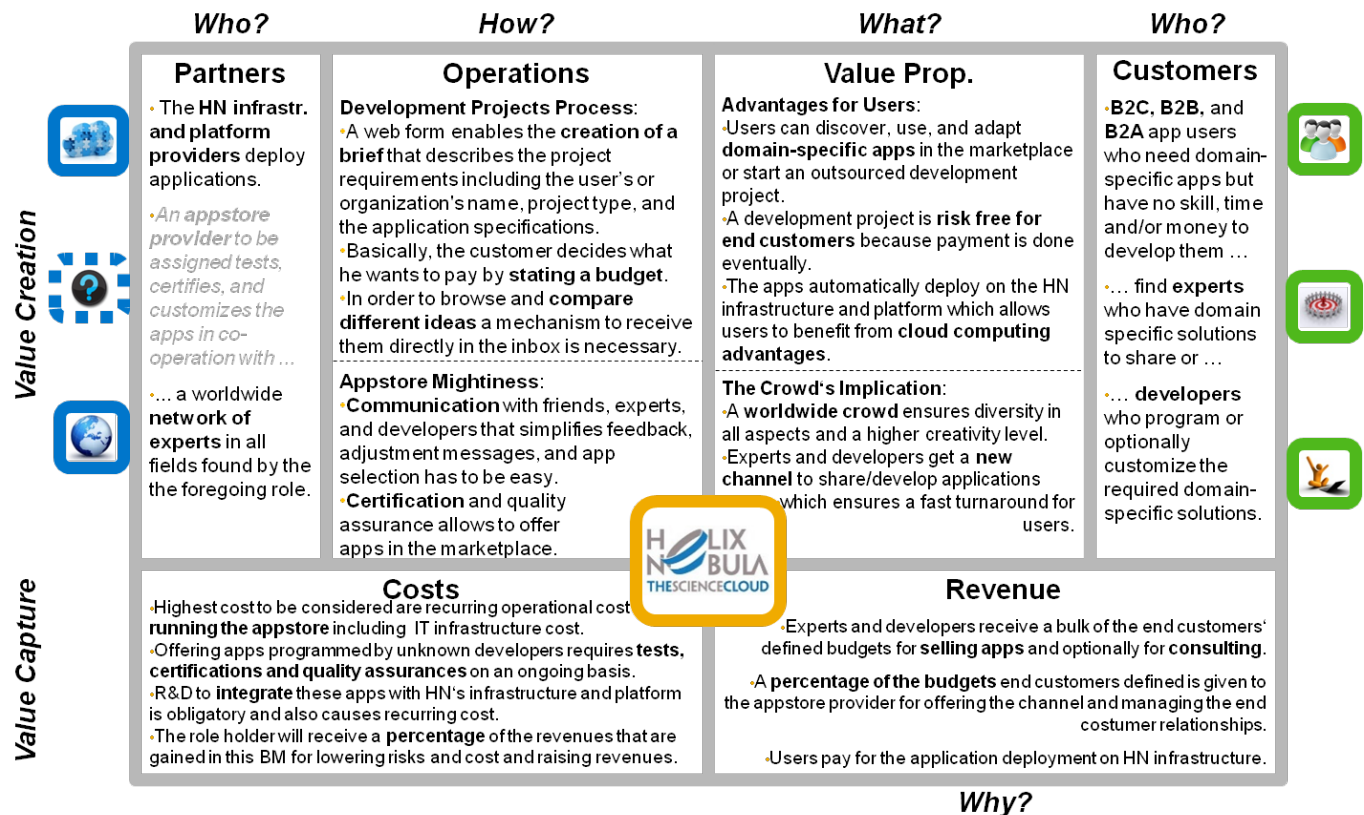 Who?
How?
What?
Who?
Value Creation
Partners
• The HN infrastr.
and platform
providers deploy
applications.
•An appstore
provider to be
assigned tests,
certifies, and
customizes the
apps in co-
operation with …
•… a worldwide
network of
experts in all
fields found by the
the foregoing role.
Operations
Development Projects Process:
•A web form enables the creation of a
brief that describes the project
requirements including the user's or
organization's name, project type, and
the application specifications.
•Basically, the customer decides what
he wants to pay by stating a budget.
•In order to browse and compare
different ideas a mechanism to receive
them directly in the inbox is necessary.
Appstore Mightiness:
•Communication with friends, experts,
and developers that simplifies feedback,
adjustment messages, and app
selection has to be easy.
•Certification and quality
assurance allows to offer
apps in the marketplace.
Value Prop.
Advantages for Users:
•Users can discover, use, and adapt
domain-specific apps in the marketplace
or start an outsourced development
project.
•A development project is risk free for
end customers because payment is done
eventually.
•The apps automatically deploy on the HN
infrastructure and platform which allows
users to benefit from cloud computing
advantages.
The Crowd‘s Implication:
•A worldwide crowd ensures diversity in
all aspects and a higher creativity level.
•Experts and developers get a new
channel to share/develop applications
•which ensures a fast turnaround for
users.
Customers
•B2C, B2B, and
B2A app users
who need domain-
specific apps but
have no skill, time
and/or money to
develop them …
•… find experts
who have domain
specific solutions
to share or …
•… developers
who program or
optionally
customize the
required domain-
specific solutions.
?
HELIX
NEBULA
THESCIENCECLOUD
Value Capture
Costs
•Highest cost to be considered are recurring operational cost
running the appstore including IT infrastructure cost.
•Offering apps programmed by unknown developers requires tests,
certifications and quality assurances on an ongoing basis.
•R&D to integrate these apps with HN‘s infrastructure and platform
is obligatory and also causes recurring cost.
•The role holder will receive a percentage of the revenues that are
gained in this BM for lowering risks and cost and raising revenues.
Revenue
•Experts and developers receive a bulk of the end customers‘
defined budgets for selling apps and optionally for consulting.
•A percentage of the budgets end customers defined is given to
the appstore provider for offering the channel and managing the end
costumer relationships.
•Users pay for the application deployment on HN infrastructure.
Why?